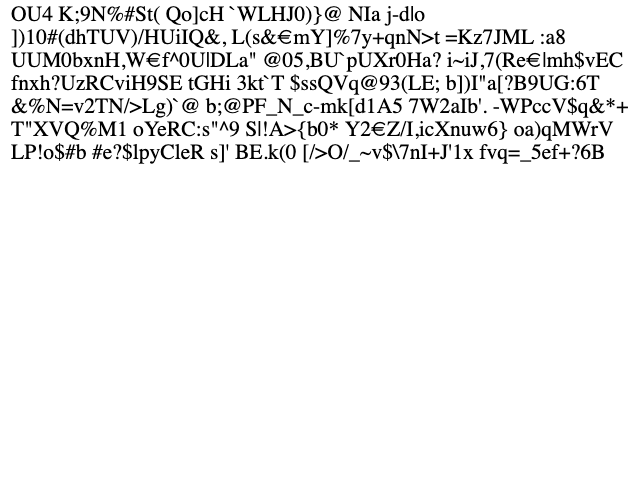 OU4 K;9N%#St( Qo]cH`WLHJ0)}@ NIa j-d|o
])10#(dhTUV)/HUiIQ&, L(s&€mY]%7y+qnN>t =Kz7JML :a8
UUM0bxnH,W€f^0U|DLa" @05,BU`pUXr0Ha? i~iJ,7(Re€|mh$vEC
fnxh?UzRCviH9SE tGHi 3kt`T $ssQVq@93(LE; b])I"a[?B9UG:6T
&%N=v2TN/>Lg)`@ b;@PF_N_c-mk[d1A5 7W2aIb'. -WPccV$q&*+
T"XVQ%M1 oYeRC:s"^9 S|!A>{b0* Y2€Z/I,icXnuw6} oa)qMWrV
LP!o$#b #e?$lpyCleR s]' BE.k(0 [/>O/_~v$\7nI+J'1x fvq=_5ef+?6B